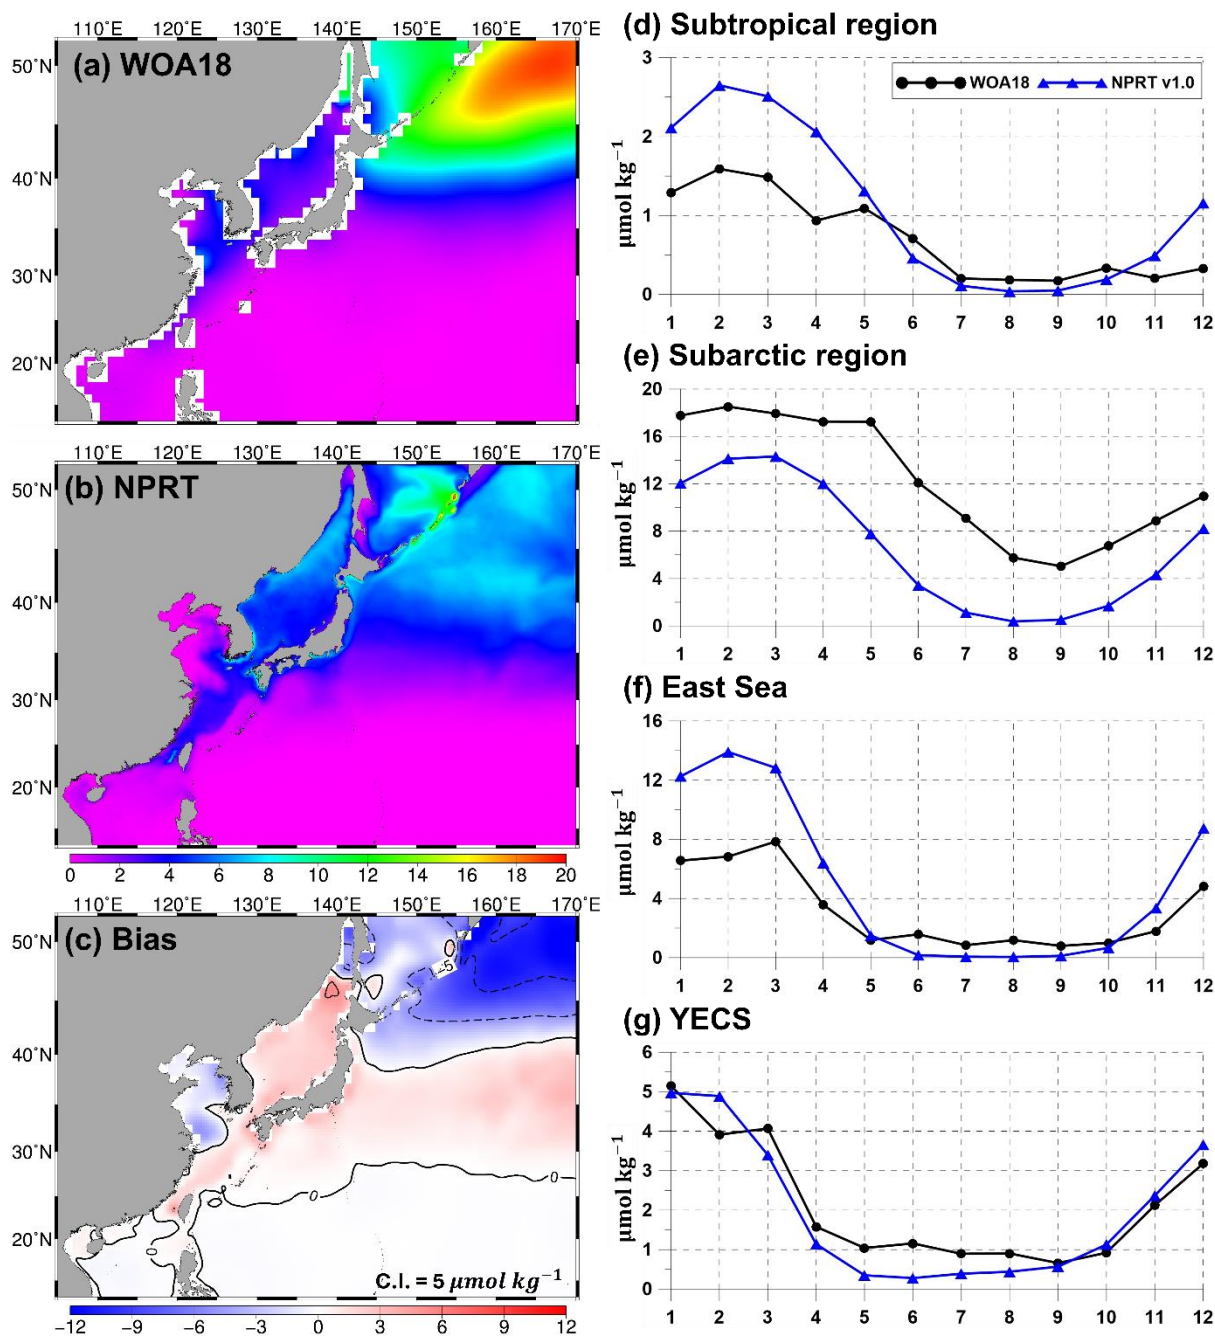 110˚E 120˚E 130˚E 140˚E 150˚E 160˚E 170˚E
(a) WOA18
50˚N
40˚N
30˚N
20˚N
110˚E 120˚E 130˚E 140˚E 150˚E 160˚E 170˚E
(b) NPRT
50˚N
40˚N
30˚N
20˚N
0 2 4 6 8 10 12 14 16 18 20
110˚E 120˚E 130˚E 140˚E 150˚E 160˚E 170˚E
(c) Bias
50˚N
40˚N
30˚N
20˚N
-5
0
0
0
0
C.I. = 5 μmol kg⁻¹
−12 −9 −6 −3 0 3 6 9 12
(d) Subtropical region
WOA18 NPRT v1.0
μmol kg⁻¹
3
2
1
0
1 2 3 4 5 6 7 8 9 10 11 12
(e) Subarctic region
μmol kg⁻¹
20
16
12
8
4
0
1 2 3 4 5 6 7 8 9 10 11 12
(f) East Sea
μmol kg⁻¹
16
12
8
4
0
1 2 3 4 5 6 7 8 9 10 11 12
(g) YECS
μmol kg⁻¹
6
5
4
3
2
1
0
1 2 3 4 5 6 7 8 9 10 11 12